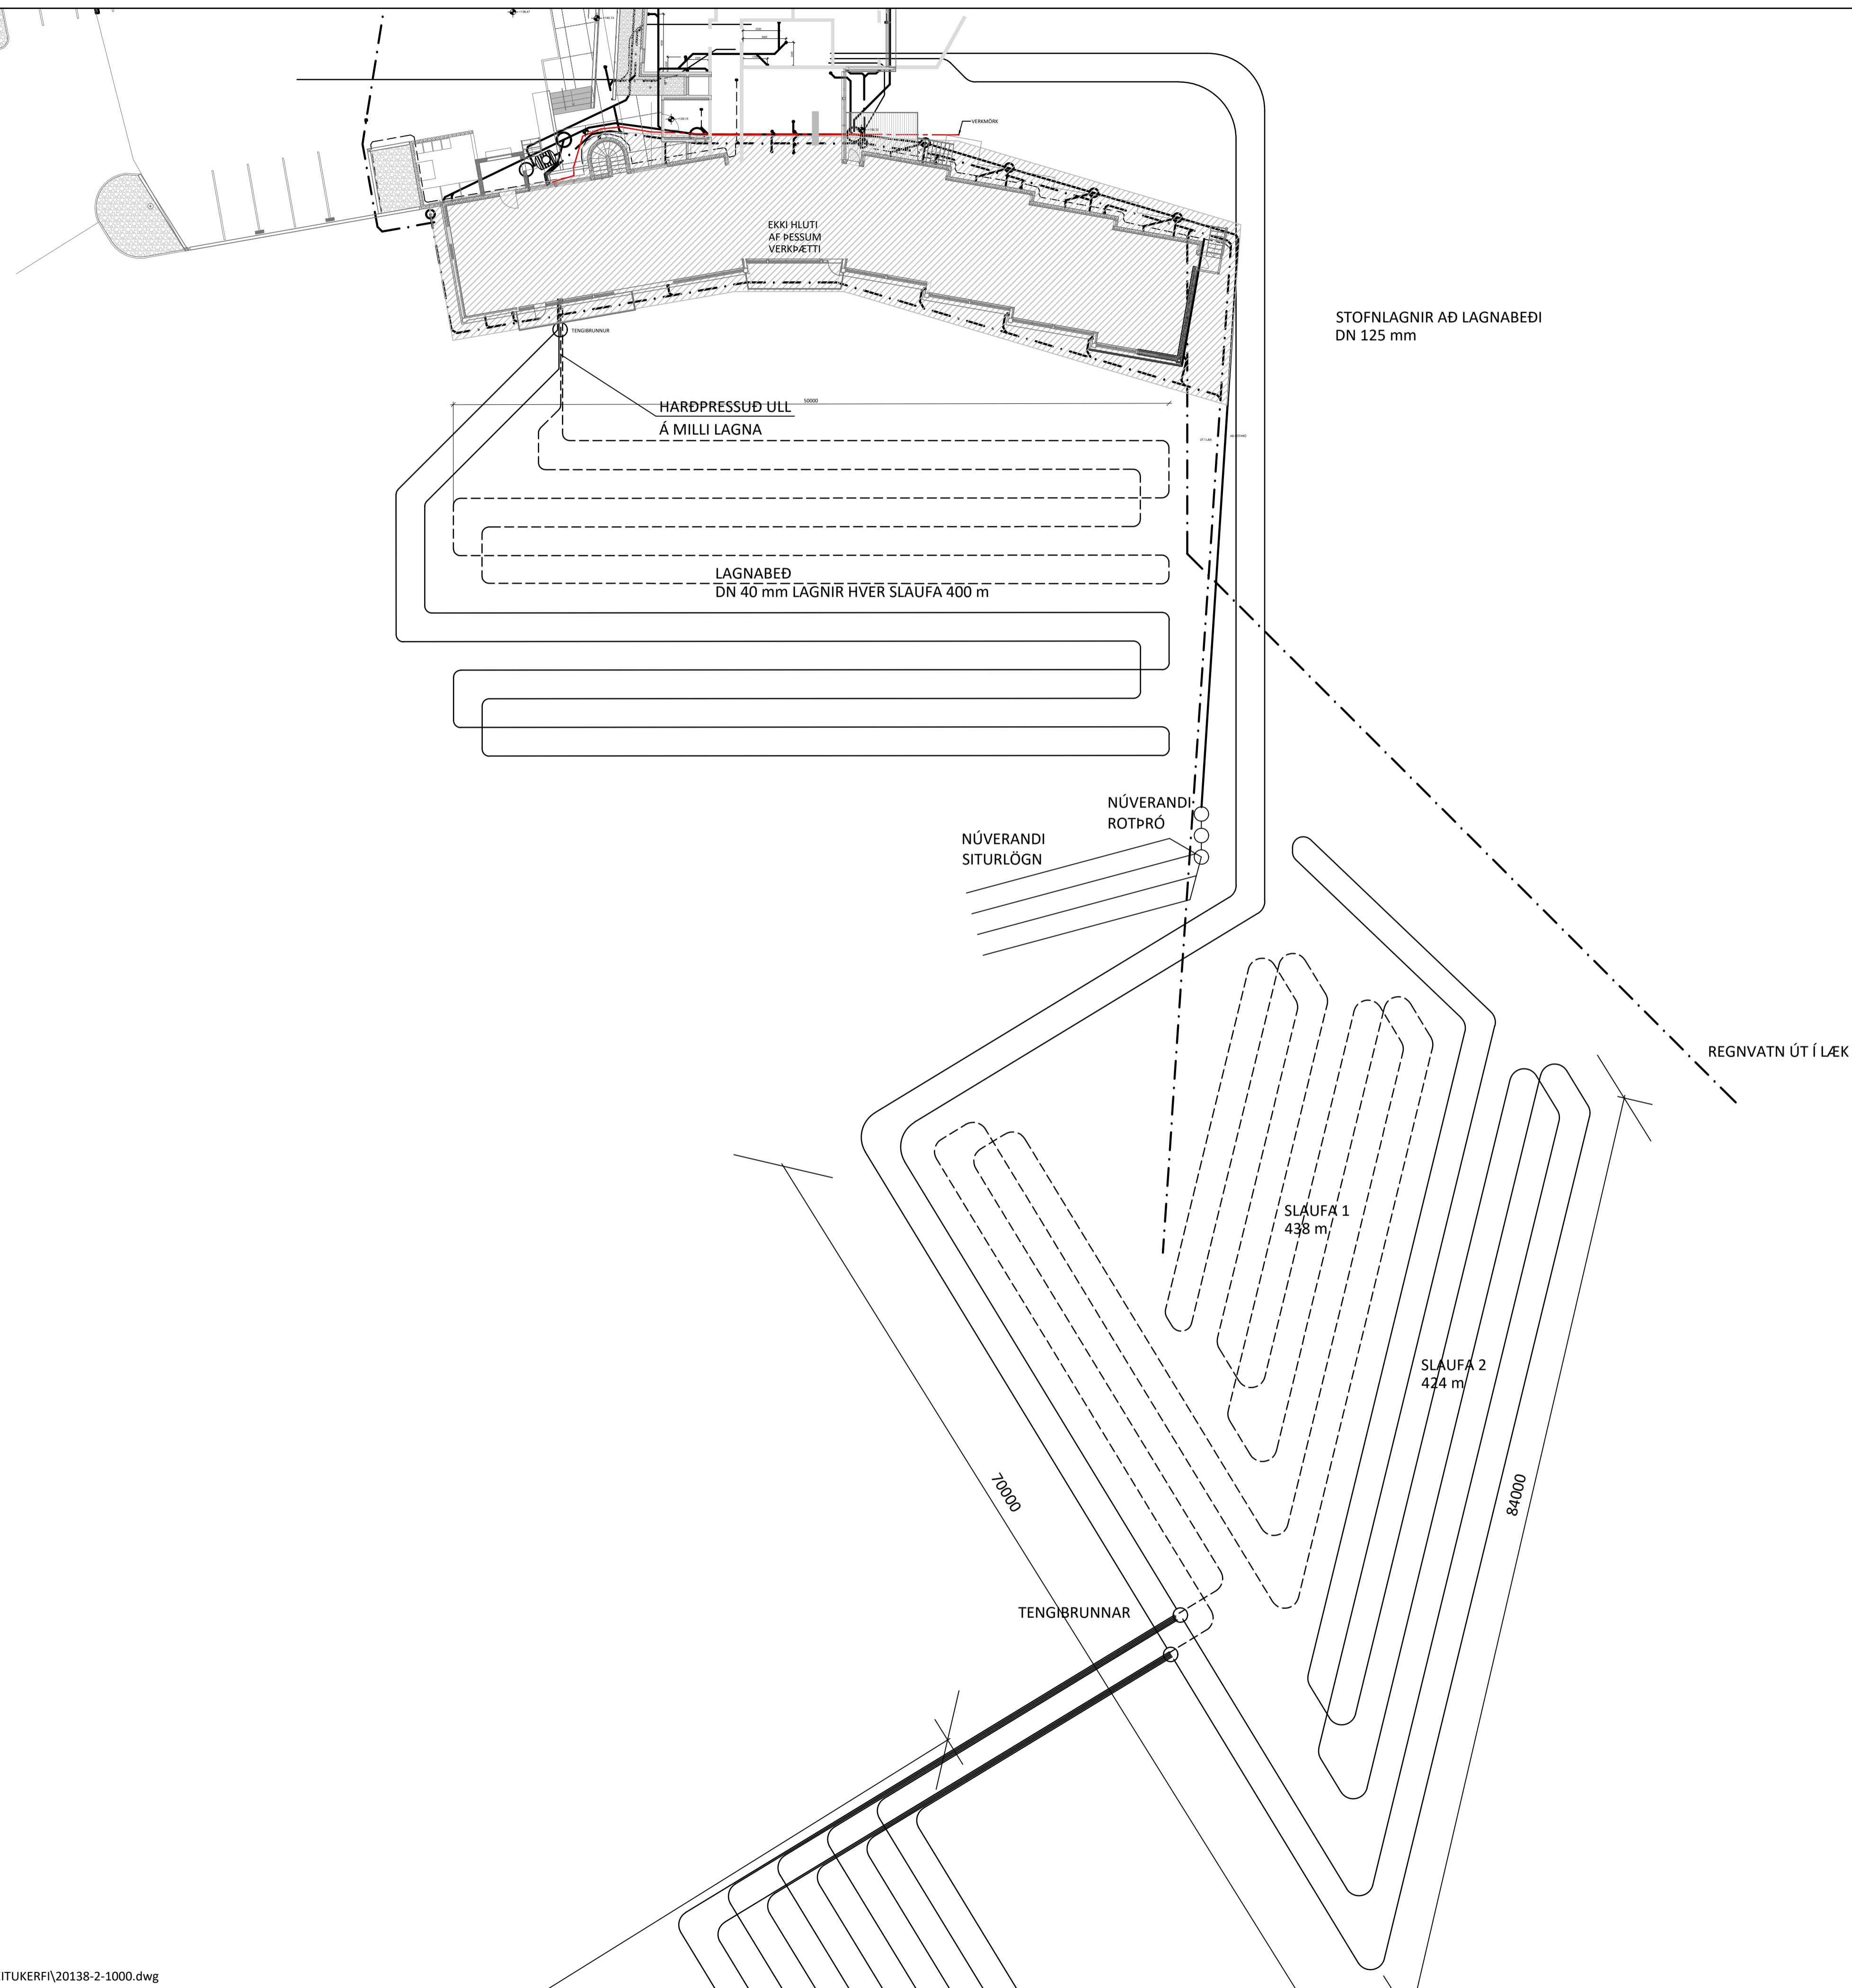 VERKMÖRK
EKKI HLUTI
AF ÞESSUM
VERKÞÆTTI
TENGIBRUNNUR
STOFNLAGNIR AÐ LAGNABEÐI
DN 125 mm
HARÐPRESSUÐ ULL
Á MILLI LAGNA
50000
LAGNABEÐ
DN 40 mm LAGNIR HVER SLAUFA 400 m
NÚVERANDI
ROTÞRÓ
NÚVERANDI
SITURLÖGN
REGNVATN ÚT Í LÆK
SLAUFA 1
438 m
SLAUFA 2
424 m
70000
84000
TENGIBRUNNAR
ITUKERFI\20138-2-1000.dwg